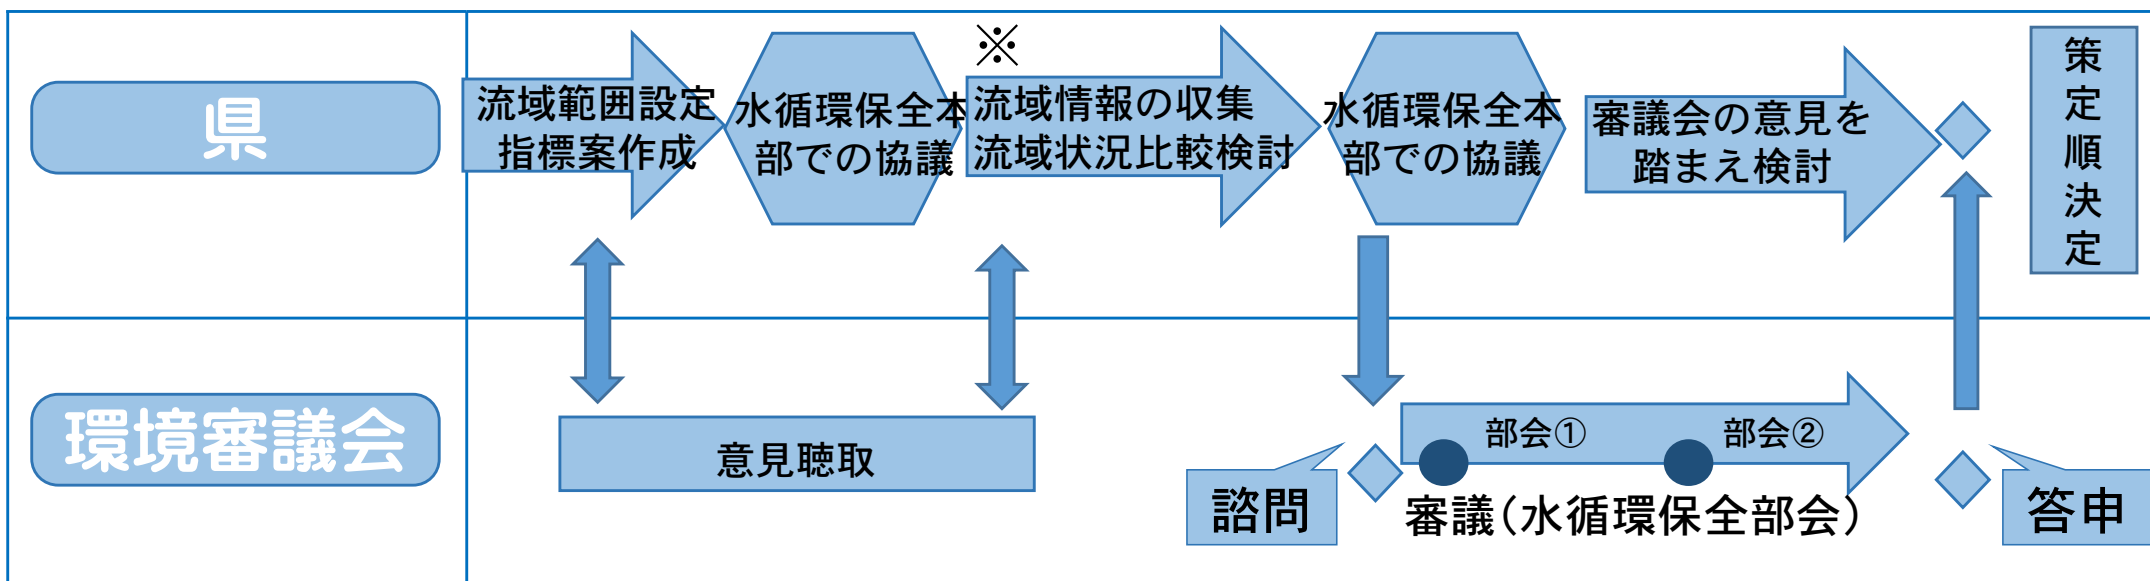 県
流域範囲設定
指標案作成
水循環保全本
部での協議
※
流域情報の収集
流域状況比較検討
水循環保全本
部での協議
審議会の意見を
踏まえ検討
策定順決定
環境審議会
意見聴取
諮問
部会①
部会②
審議(水循環保全部会)
答申